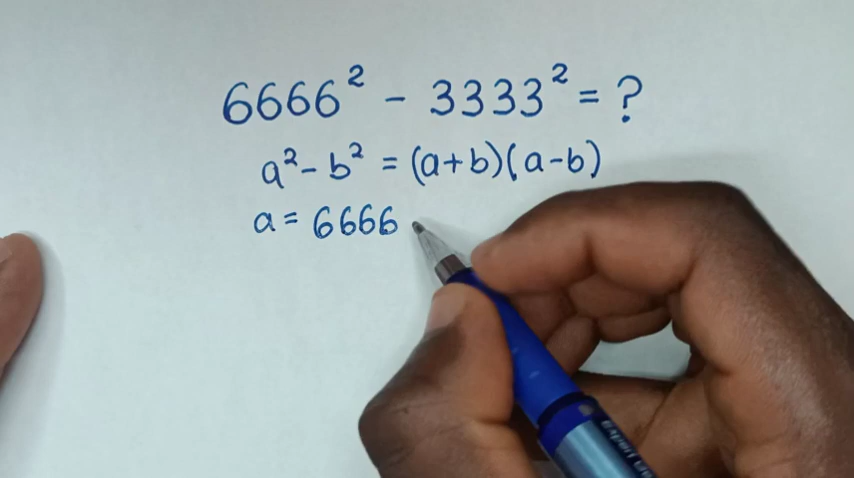 6666² - 3333² = ?
a² - b² = (a+b)(a-b)
a = 6666